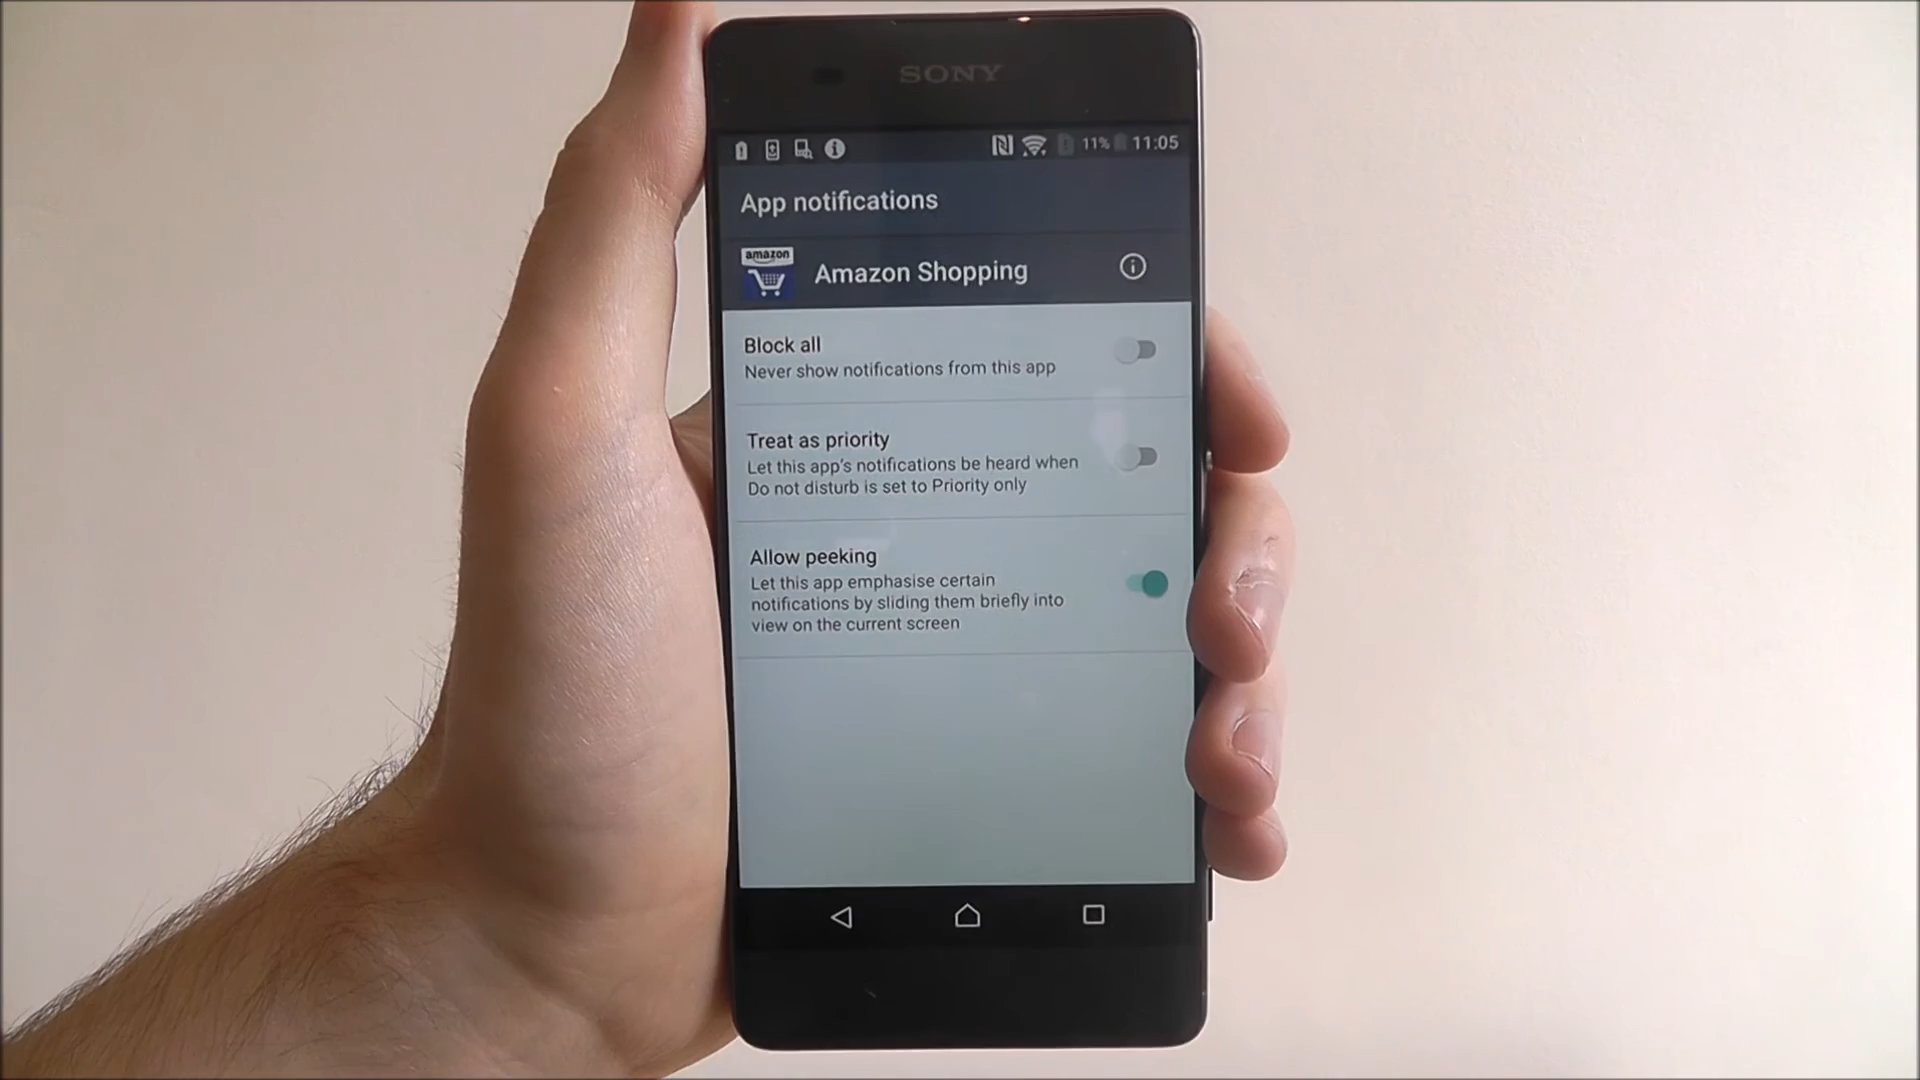 SONY
11% 11:05
App notifications
amazon
Amazon Shopping
Block all
Never show notifications from this app
Treat as priority
Let this app's notifications be heard when
Do not disturb is set to Priority only
Allow peeking
Let this app emphasise certain
notifications by sliding them briefly into
view on the current screen